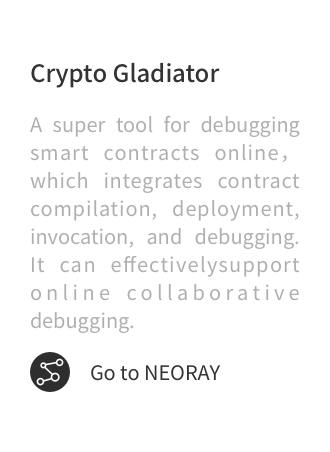 Crypto Gladiator
A super tool for debugging
smart contracts online，
which integrates contract
compilation, deployment,
invocation, and debugging.
It can effectivelysupport
online collaborative
debugging.
Go to NEORAY